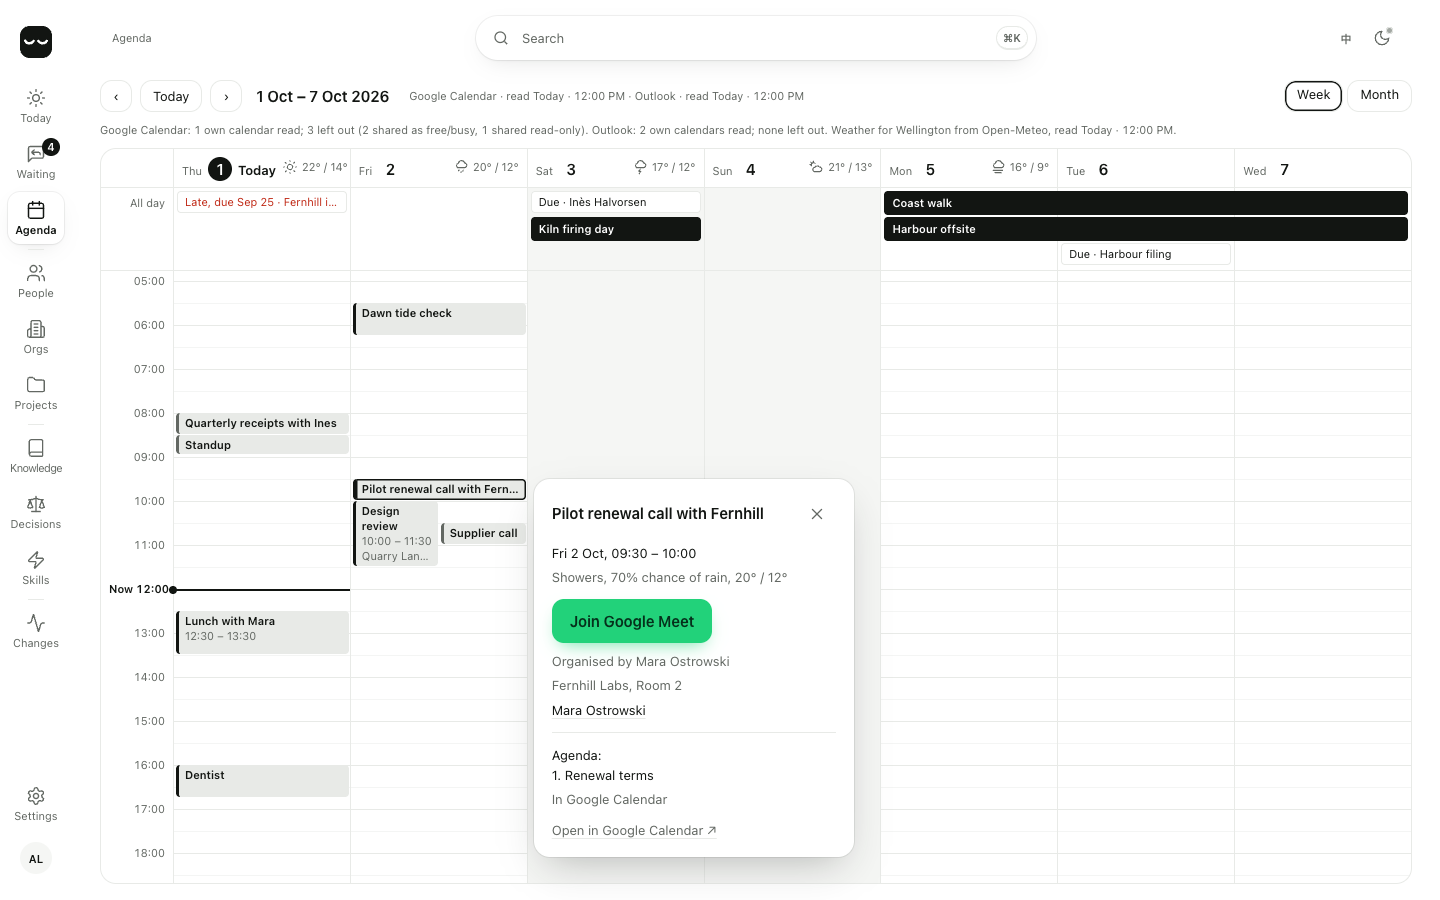 Agenda
Search
⌘K
中
Today
Waiting
4
Agenda
People
Orgs
Projects
Knowledge
Decisions
Skills
Changes
Settings
AL
‹ Today › 1 Oct – 7 Oct 2026
Google Calendar · read Today · 12:00 PM · Outlook · read Today · 12:00 PM
Week Month
Google Calendar: 1 own calendar read; 3 left out (2 shared as free/busy, 1 shared read-only). Outlook: 2 own calendars read; none left out. Weather for Wellington from Open-Meteo, read Today · 12:00 PM.
Thu 1 Today 22° / 14°
Fri 2 20° / 12°
Sat 3 17° / 12°
Sun 4 21° / 13°
Mon 5 16° / 9°
Tue 6
Wed 7
All day
Late, due Sep 25 · Fernhill i…
Due · Inès Halvorsen
Kiln firing day
Coast walk
Harbour offsite
Due · Harbour filing
05:00
06:00
07:00
08:00
09:00
10:00
11:00
Now 12:00
13:00
14:00
15:00
16:00
17:00
18:00
Quarterly receipts with Ines
Standup
Lunch with Mara
12:30 – 13:30
Dentist
Dawn tide check
Pilot renewal call with Fern…
Design
review
10:00 – 11:30
Quarry Lan…
Supplier call
Pilot renewal call with Fernhill
Fri 2 Oct, 09:30 – 10:00
Showers, 70% chance of rain, 20° / 12°
Join Google Meet
Organised by Mara Ostrowski
Fernhill Labs, Room 2
Mara Ostrowski
Agenda:
1. Renewal terms
In Google Calendar
Open in Google Calendar ↗